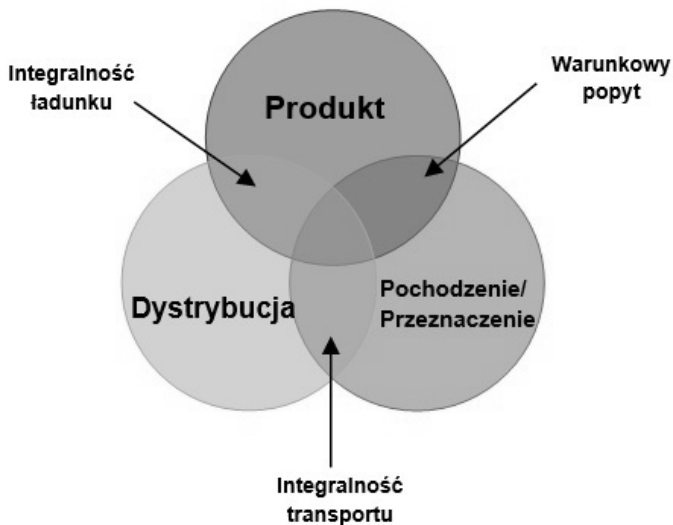 Integralność
ładunku
Warunkowy
popyt
Produkt
Dystrybucja
Pochodzenie/
Przeznaczenie
Integralność
transportu